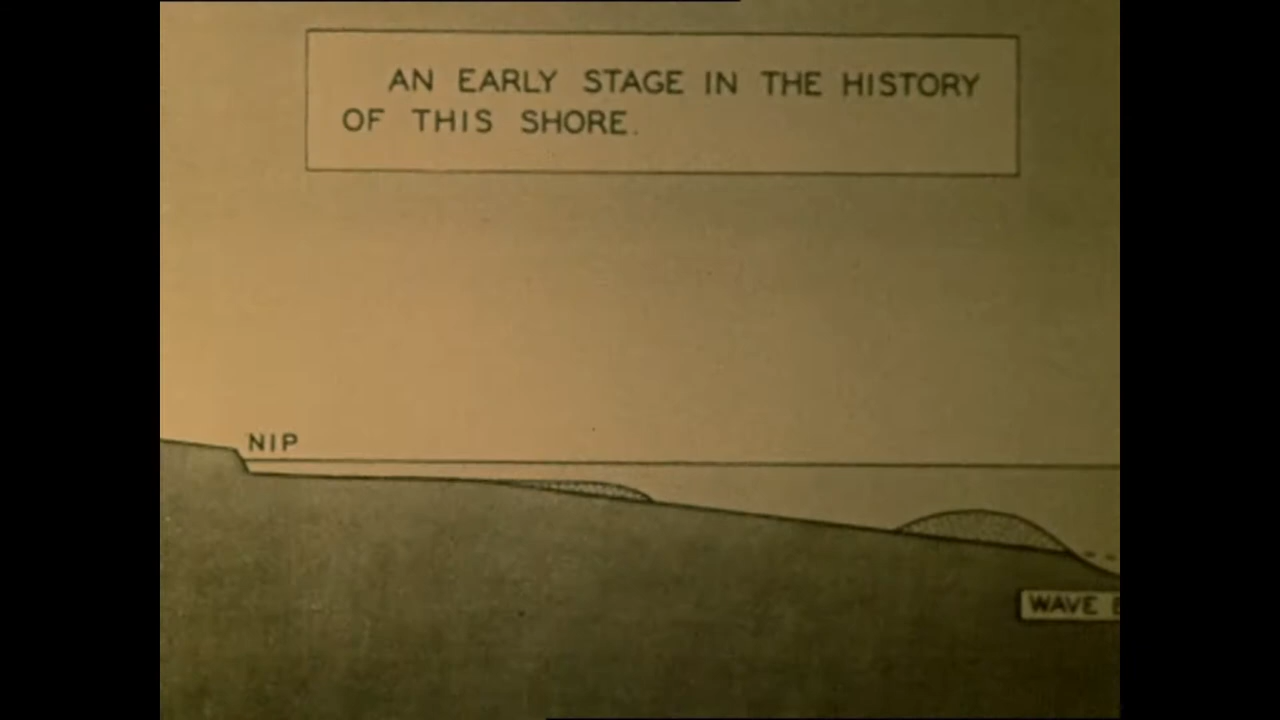 AN EARLY STAGE IN THE HISTORY
OF THIS SHORE.
NIP
WAVE